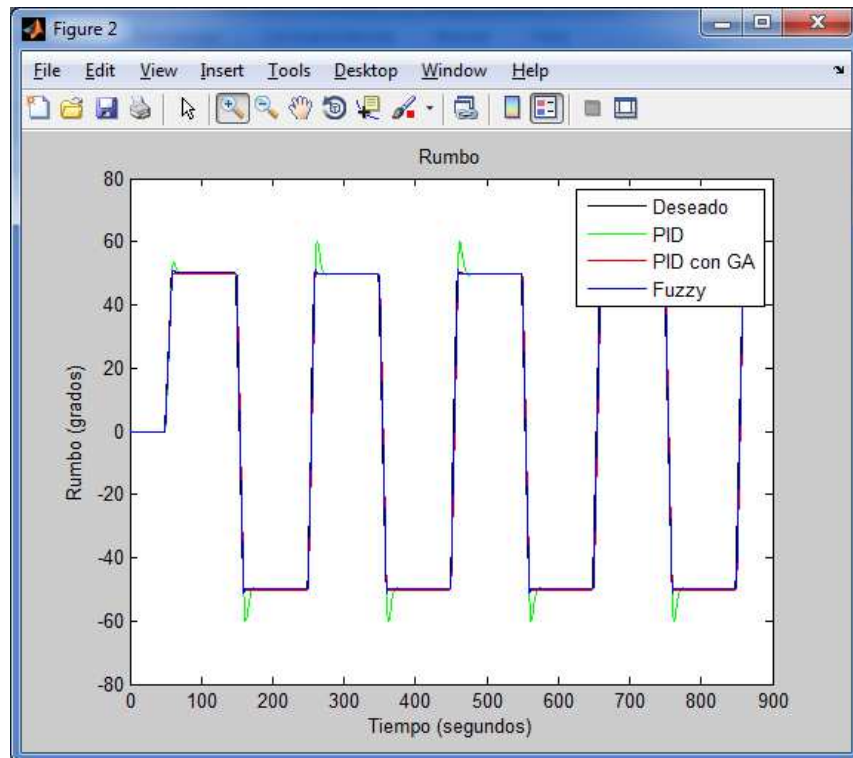 Figure 2
File Edit View Insert Tools Desktop Window Help
Rumbo
80
60
40
20
0
-20
-40
-60
-80
Rumbo (grados)
Deseado
PID
PID con GA
Fuzzy
0 100 200 300 400 500 600 700 800 900
Tiempo (segundos)